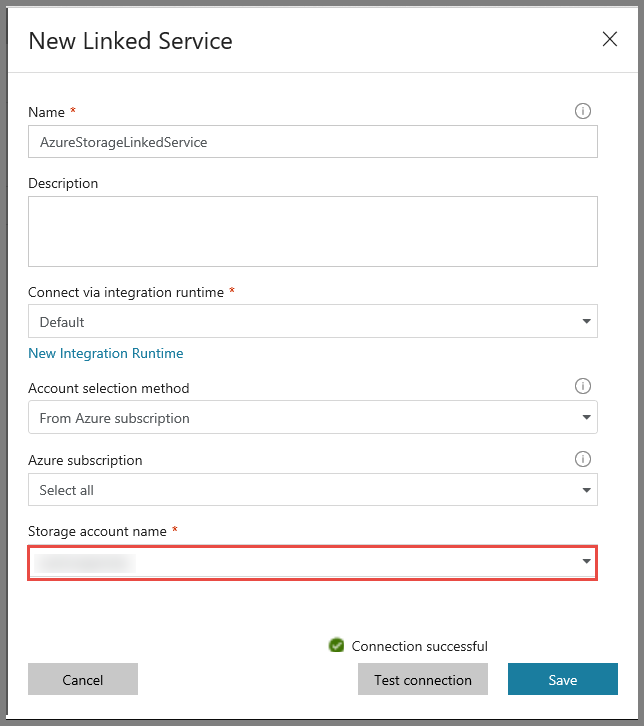 New Linked Service
Name *
AzureStorageLinkedService
Description
Connect via integration runtime *
Default
New Integration Runtime
Account selection method
From Azure subscription
Azure subscription
Select all
Storage account name *
Connection successful
Cancel
Test connection
Save